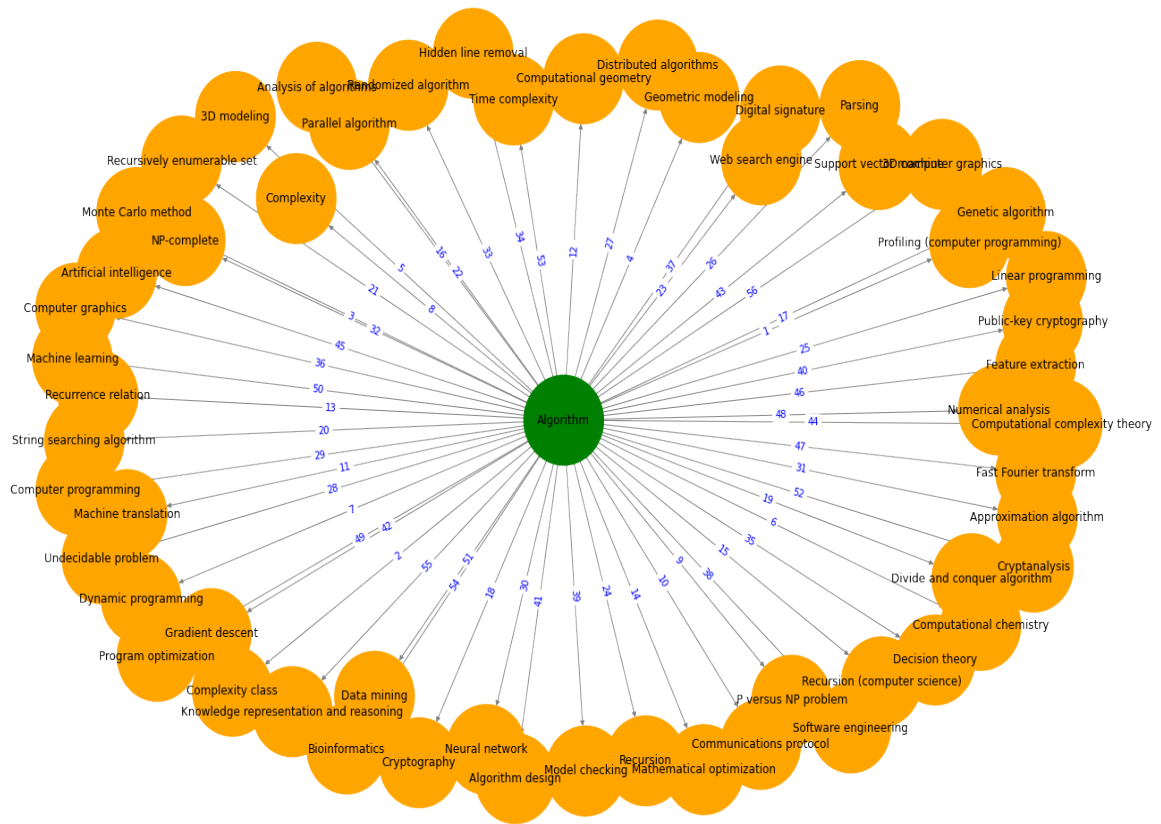 Hidden line removal
Distributed algorithms
Computational geometry
Analysis of algorithms
Randomized algorithm
Time complexity
Geometric modeling
Digital signature
Parsing
3D modeling
Parallel algorithm
Recursively enumerable set
Web search engine
Support vector machine
3D computer graphics
Complexity
Monte Carlo method
Genetic algorithm
NP-complete
Profiling (computer programming)
Artificial intelligence
Linear programming
Computer graphics
Public-key cryptography
Machine learning
Feature extraction
Recurrence relation
Numerical analysis
Algorithm
Computational complexity theory
String searching algorithm
Fast Fourier transform
Computer programming
Machine translation
Approximation algorithm
Undecidable problem
Cryptanalysis
Divide and conquer algorithm
Dynamic programming
Computational chemistry
Gradient descent
Program optimization
Decision theory
Recursion (computer science)
Complexity class
Data mining
P versus NP problem
Knowledge representation and reasoning
Software engineering
Communications protocol
Bioinformatics
Neural network
Cryptography
Recursion
Algorithm design
Model checking
Mathematical optimization
34
53
12
27
4
33
16
22
37
23
26
5
21
8
43
56
3
32
1
17
45
25
36
40
50
46
13
48
44
20
47
29
11
31
28
52
7
19
6
49
42
35
2
15
55
51
54
9
38
18
30
41
39
24
14
10